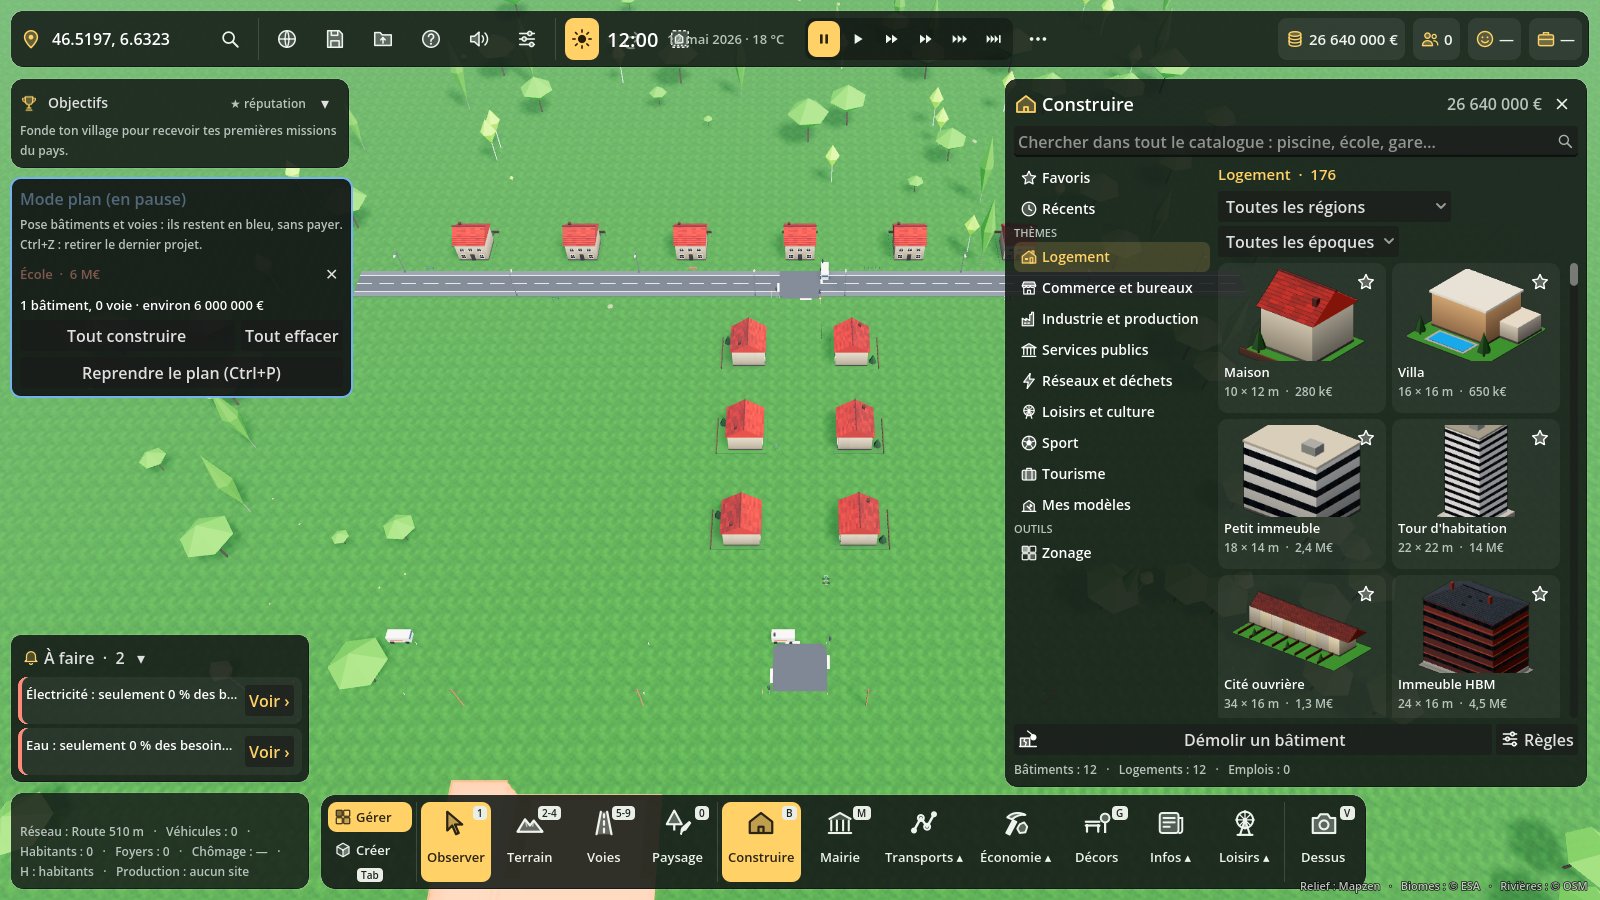 46.5197, 6.6323
12:00
mai 2026 · 18 °C
26 640 000 €
0
—
—
Objectifs
★ réputation ▼
Fonde ton village pour recevoir tes premières missions
du pays.
Mode plan (en pause)
Pose bâtiments et voies : ils restent en bleu, sans payer.
Ctrl+Z : retirer le dernier projet.
École · 6 M€
1 bâtiment, 0 voie · environ 6 000 000 €
Tout construire
Tout effacer
Reprendre le plan (Ctrl+P)
Construire
26 640 000 €
Chercher dans tout le catalogue : piscine, école, gare...
Favoris
Récents
THÈMES
Logement
Commerce et bureaux
Industrie et production
Services publics
Réseaux et déchets
Loisirs et culture
Sport
Tourisme
Mes modèles
OUTILS
Zonage
Logement · 176
Toutes les régions
Toutes les époques
Maison
10 × 12 m · 280 k€
Villa
16 × 16 m · 650 k€
Petit immeuble
18 × 14 m · 2,4 M€
Tour d'habitation
22 × 22 m · 14 M€
Cité ouvrière
34 × 16 m · 1,3 M€
Immeuble HBM
24 × 16 m · 4,5 M€
Démolir un bâtiment
Règles
Bâtiments : 12 · Logements : 12 · Emplois : 0
À faire · 2 ▼
Électricité : seulement 0 % des b...
Voir ›
Eau : seulement 0 % des besoin...
Voir ›
Réseau : Route 510 m · Véhicules : 0 ·
Habitants : 0 · Foyers : 0 · Chômage : — ·
H : habitants · Production : aucun site
Gérer
Créer
Tab
Observer 1
Terrain 2-4
Voies 5-9
Paysage 0
Construire B
Mairie M
Transports ▴
Économie ▴
Décors G
Infos ▴
Loisirs ▴
Dessus V
Relief : Mapzen · Biomes : © ESA · Rivières : © OSM